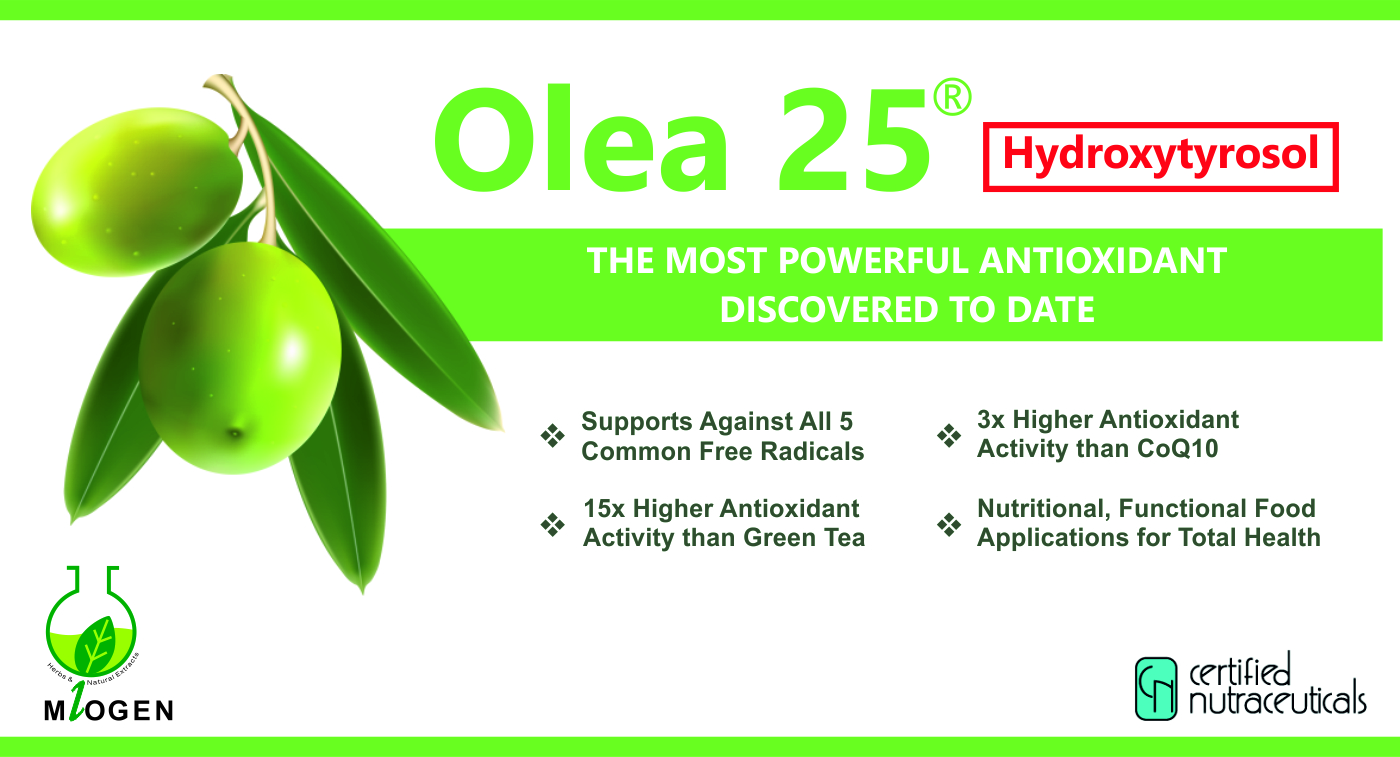 Olea 25®
Hydroxytyrosol
THE MOST POWERFUL ANTIOXIDANT
DISCOVERED TO DATE
❖ Supports Against All 5
Common Free Radicals
❖ 3x Higher Antioxidant
Activity than CoQ10
❖ 15x Higher Antioxidant
Activity than Green Tea
❖ Nutritional, Functional Food
Applications for Total Health
Herbs & Natural Extracts
MiOGEN
CN
certified
nutraceuticals